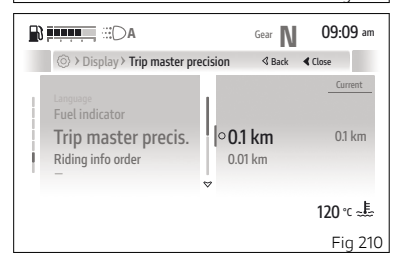 A Gear N 09:09 am
Display Trip master precision Back Close
Current
Language
Fuel indicator
Trip master precis. 0.1 km 0.1 km
Riding info order 0.01 km
120 °C
Fig 210